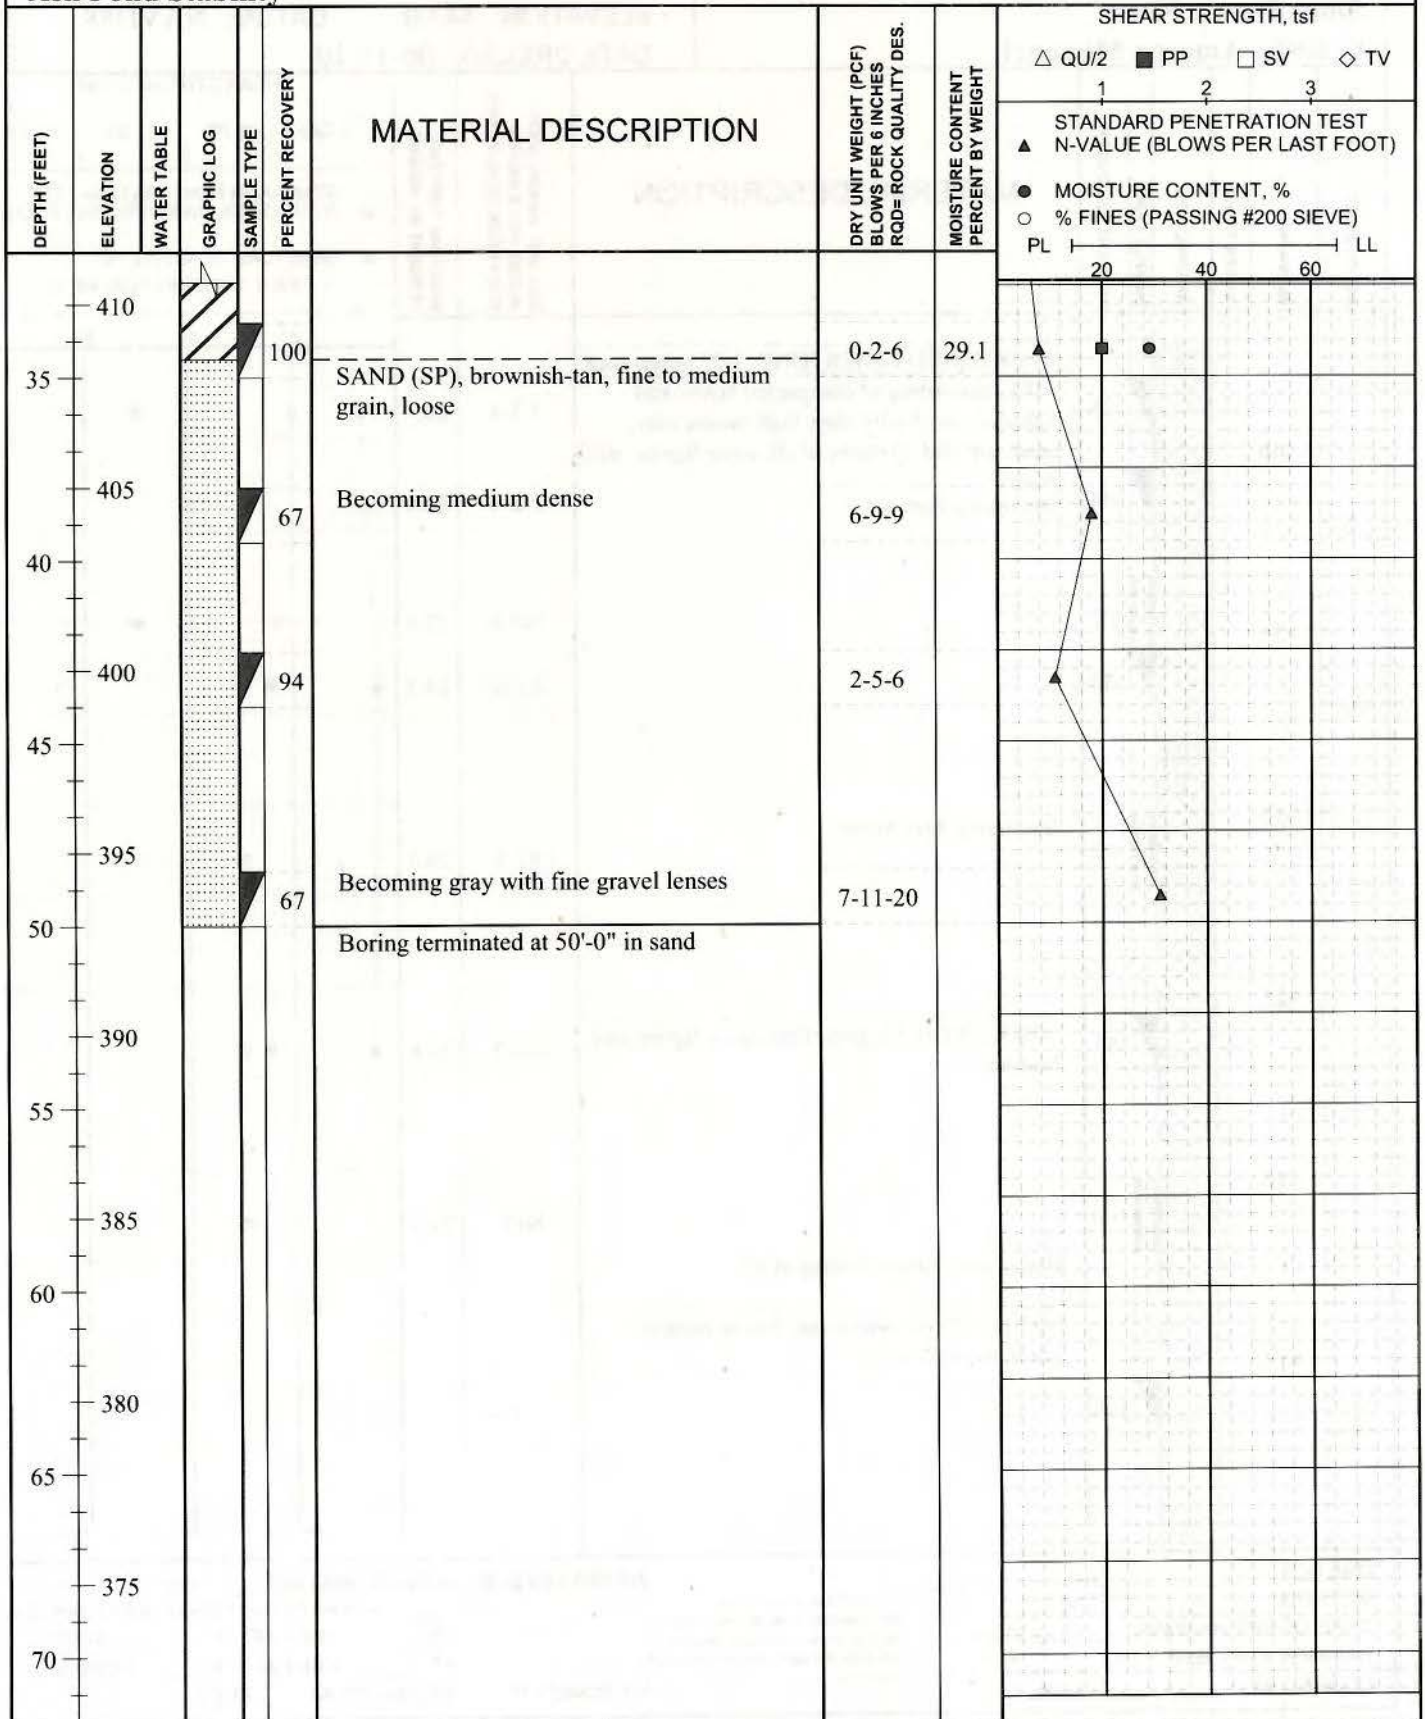 SHEAR STRENGTH, tsf
△ QU/2 ■ PP □ SV ◇ TV
1 2 3
STANDARD PENETRATION TEST
▲ N-VALUE (BLOWS PER LAST FOOT)
● MOISTURE CONTENT, %
○ % FINES (PASSING #200 SIEVE)
PL LL
20 40 60
DEPTH (FEET)
ELEVATION
WATER TABLE
GRAPHIC LOG
SAMPLE TYPE
PERCENT RECOVERY
MATERIAL DESCRIPTION
DRY UNIT WEIGHT (PCF)
BLOWS PER 6 INCHES
RQD-ROCK QUALITY DES.
MOISTURE CONTENT
PERCENT BY WEIGHT
410
100 0-2-6 29.1
35
SAND (SP), brownish-tan, fine to medium
grain, loose
405
Becoming medium dense
67 6-9-9
40
400
94 2-5-6
45
395
Becoming gray with fine gravel lenses
67 7-11-20
50
Boring terminated at 50'-0" in sand
390
55
385
60
380
65
375
70